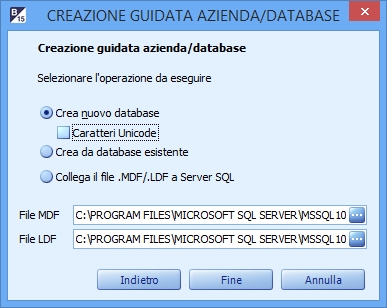 B 15 CREAZIONE GUIDATA AZIENDA/DATABASE
Creazione guidata azienda/database
Selezionare l'operazione da eseguire
Crea nuovo database
Caratteri Unicode
Crea da database esistente
Collega il file .MDF/.LDF a Server SQL
File MDF C:\PROGRAM FILES\MICROSOFT SQL SERVER\MSSQL10 ...
File LDF C:\PROGRAM FILES\MICROSOFT SQL SERVER\MSSQL10 ...
Indietro Fine Annulla